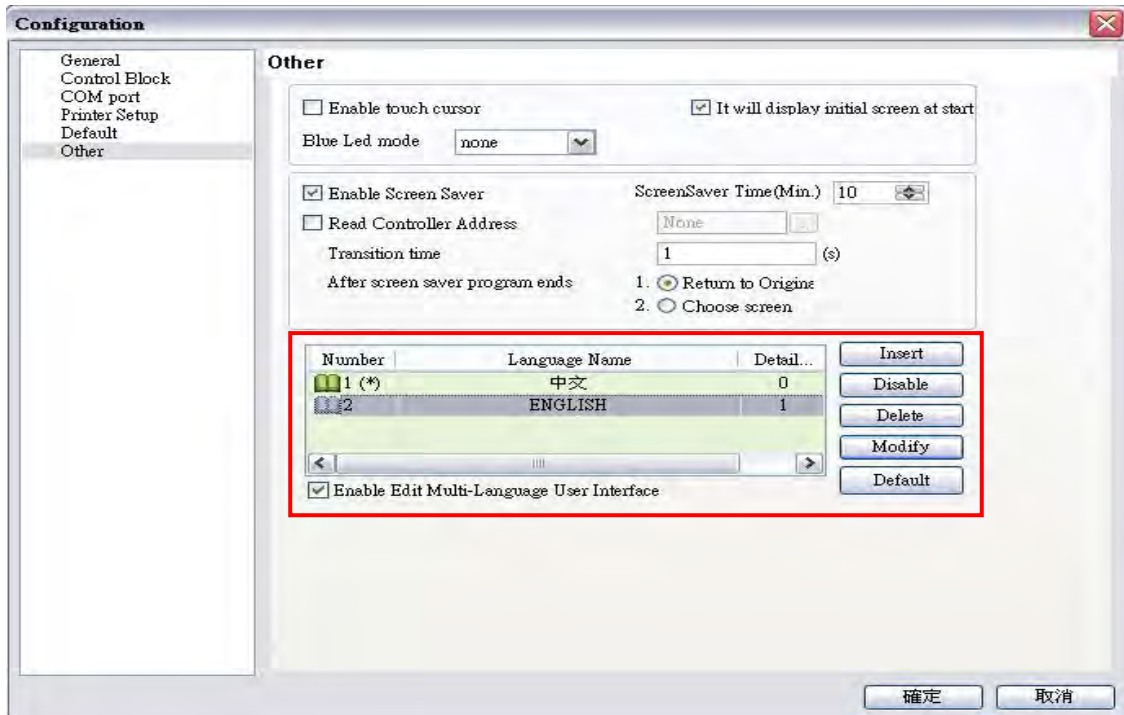 Configuration
General
Control Block
COM port
Printer Setup
Default
Other
Other
Enable touch cursor
It will display initial screen at start
Blue Led mode none
Enable Screen Saver
ScreenSaver Time(Min.) 10
Read Controller Address None ...
Transition time 1 (s)
After screen saver program ends 1. Return to Origina
2. Choose screen
Number Language Name Detail...
1 (*) 中文 0
2 ENGLISH 1
Insert
Disable
Delete
Modify
Default
Enable Edit Multi-Language User Interface
確定 取消